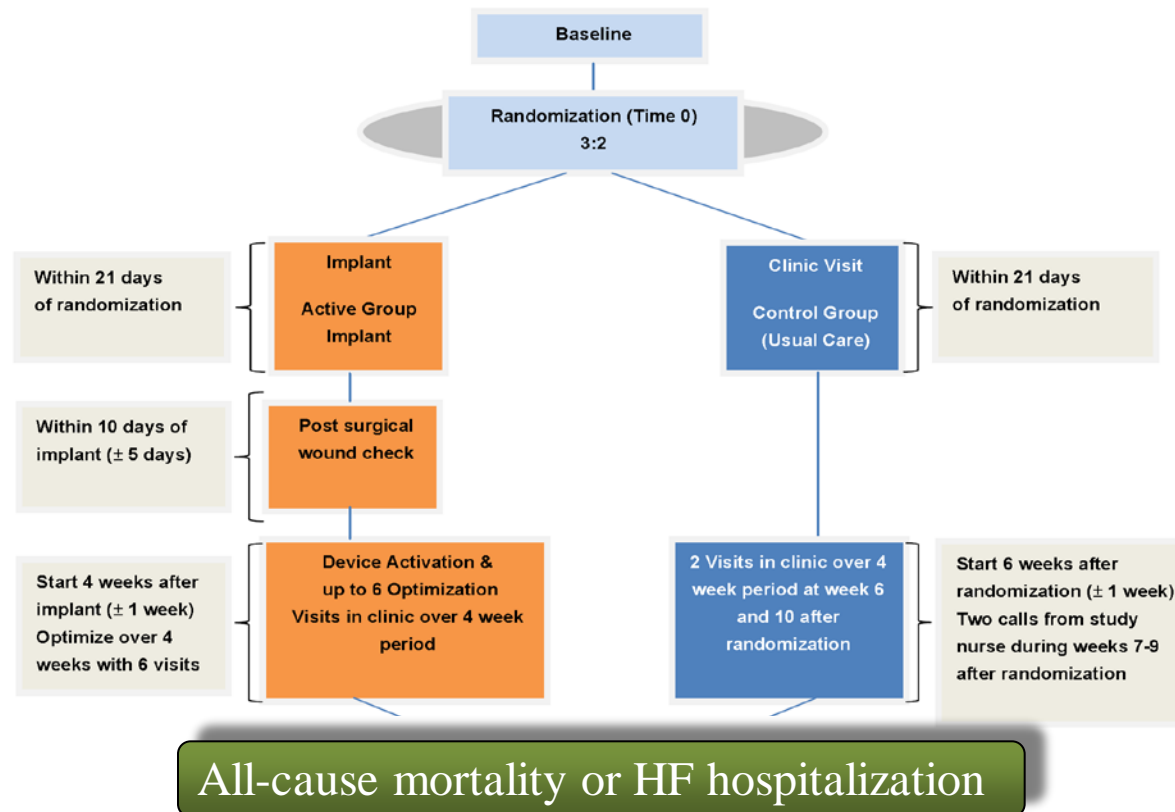 Baseline
Randomization (Time 0)
3:2
Within 21 days
of randomization
Implant
Active Group
Implant
Clinic Visit
Control Group
(Usual Care)
Within 21 days
of randomization
Within 10 days of
implant (± 5 days)
Post surgical
wound check
Start 4 weeks after
implant (± 1 week)
Optimize over 4
weeks with 6 visits
Device Activation &
up to 6 Optimization
Visits in clinic over 4 week
period
2 Visits in clinic over 4
week period at week 6
and 10 after
randomization
Start 6 weeks after
randomization (± 1 week)
Two calls from study
nurse during weeks 7-9
after randomization
All-cause mortality or HF hospitalization